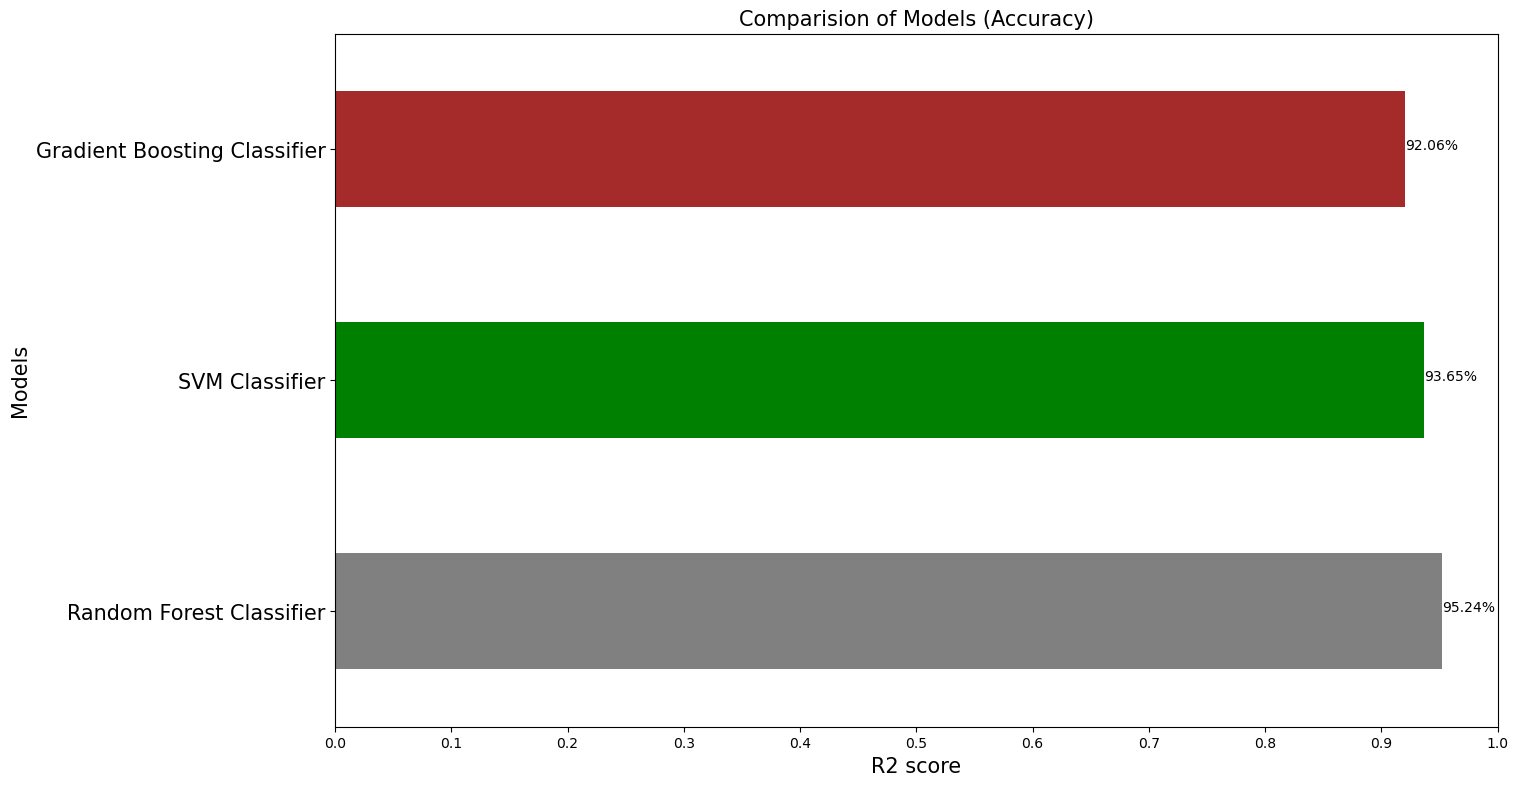 Comparision of Models (Accuracy)
Models
Gradient Boosting Classifier
92.06%
SVM Classifier
93.65%
Random Forest Classifier
95.24%
0.0 0.1 0.2 0.3 0.4 0.5 0.6 0.7 0.8 0.9 1.0
R2 score